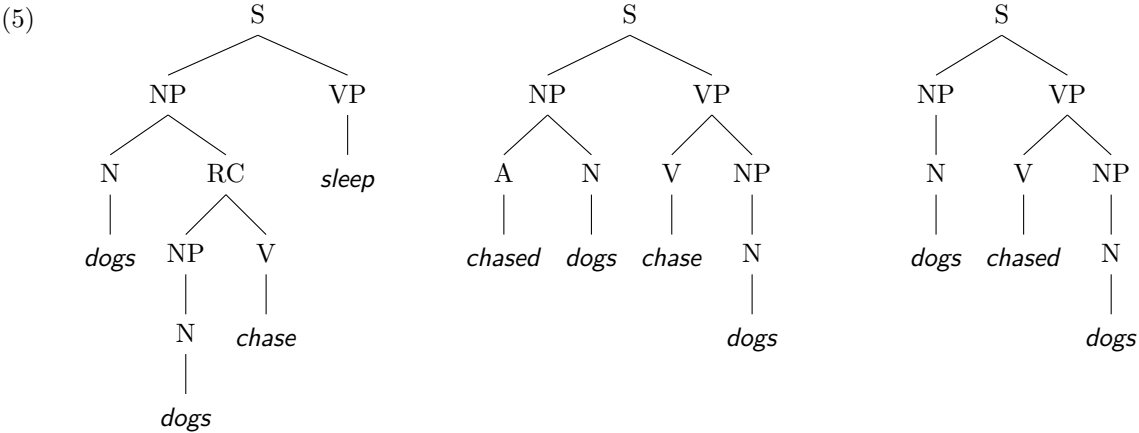 (5) S S S
NP VP NP VP NP VP
N RC sleep A N V NP N V NP
dogs NP V chased dogs chase N dogs chased N
N chase dogs dogs
dogs